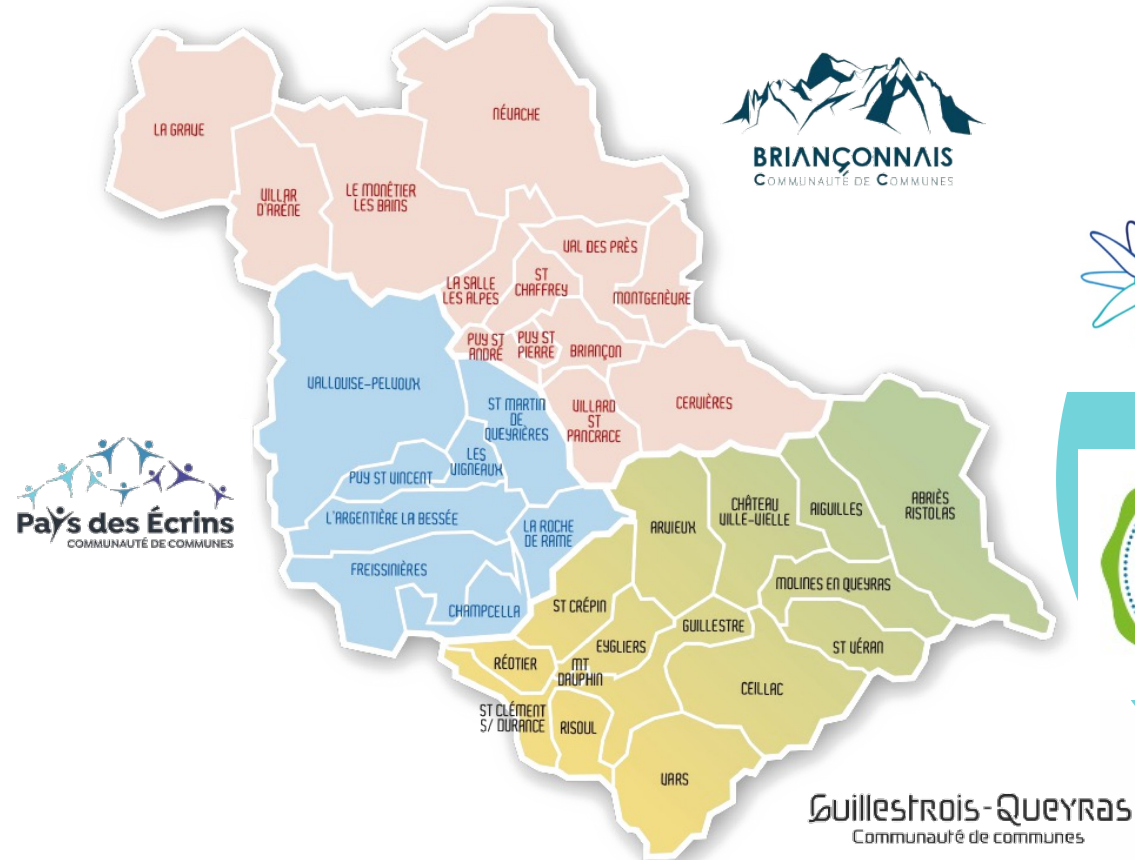 NÉVACHE
LA GRAVE
BRIANÇONNAIS
COMMUNAUTÉ DE COMMUNES
VILLAR
D'ARÈNE
LE MONÊTIER
LES BAINS
VAL DES PRÈS
LA SALLE
LES ALPES
ST
CHAFFREY
MONTGENÈVRE
PUY ST
ANDRÉ
PUY ST
PIERRE
BRIANÇON
VALLOUISE-PELVOUX
ST MARTIN
DE
QUEYRIÈRES
VILLARD
ST
PANCRACE
CERVIÈRES
LES
VIGNEAUX
PUY ST VINCENT
Pays des Écrins
COMMUNAUTÉ DE COMMUNES
L'ARGENTIÈRE LA BESSÉE
LA ROCHE
DE RAME
ARVIEUX
CHÂTEAU
VILLE-VIELLE
AIGUILLES
ABRIÈS
RISTOLAS
FREISSINIÈRES
CHAMPCELLA
MOLINES EN QUEYRAS
ST CRÉPIN
EYGLIERS
GUILLESTRE
ST VÉRAN
RÉOTIER
MT
DAUPHIN
CEILLAC
ST CLÉMENT
S/ DURANCE
RISOUL
VARS
Guillestrois-Queyras
Communauté de communes